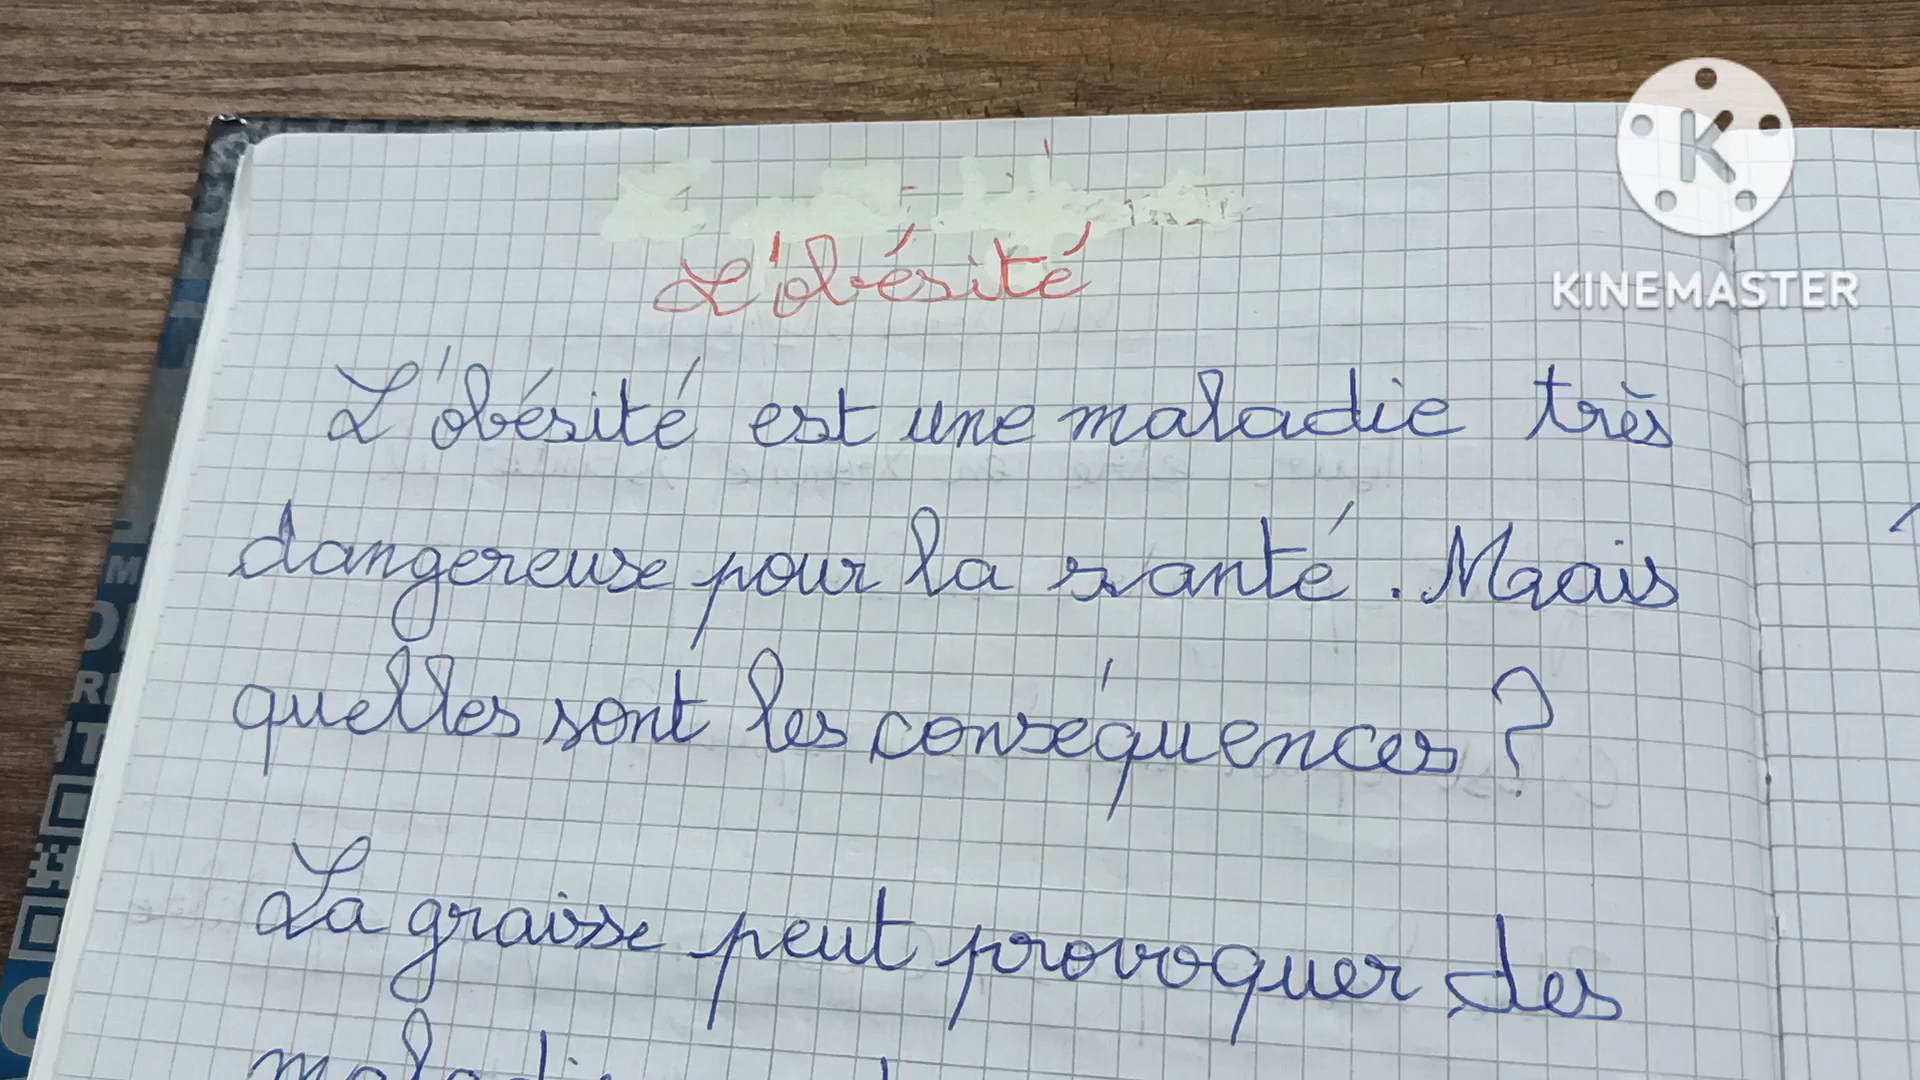 L'obésité
KINEMASTER
L'obésité est une maladie très
dangereuse pour la santé. Mais
quelles sont les conséquences ?
La graisse peut provoquer des